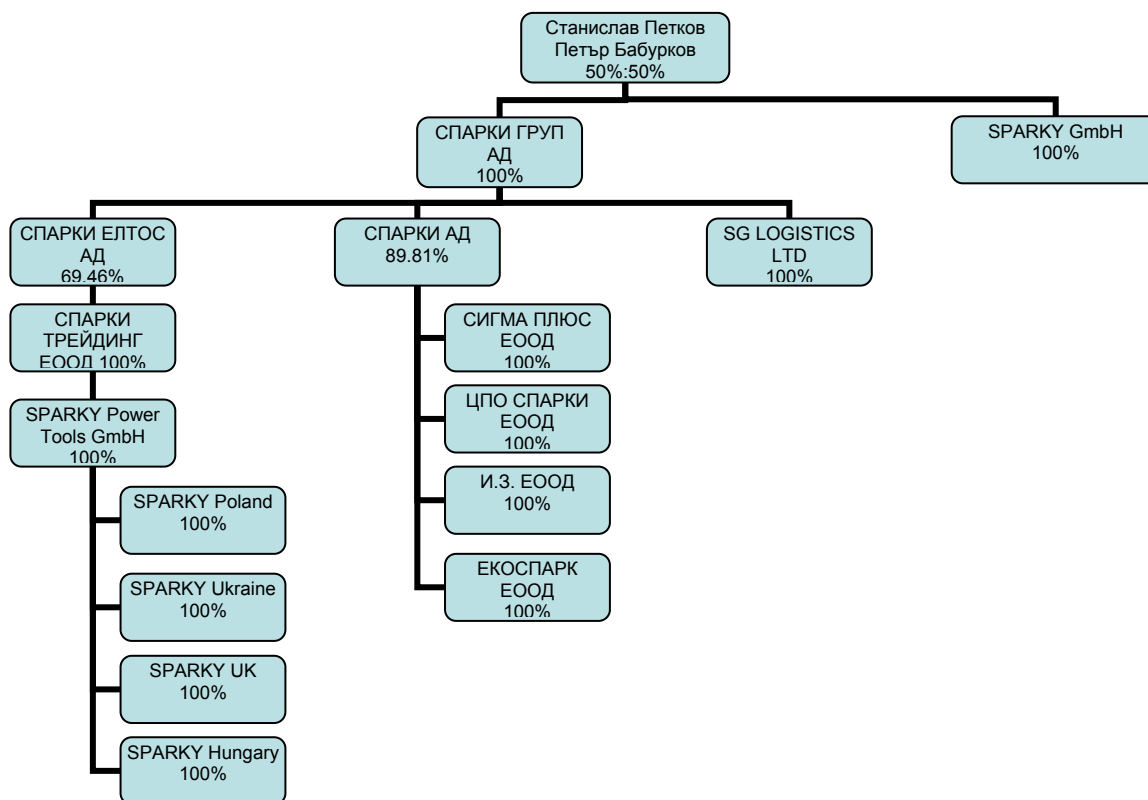 Станислав Петков
Петър Бабурков
50%:50%
СПАРКИ ГРУП
АД
100%
SPARKY GmbH
100%
СПАРКИ ЕЛТОС
АД
69.46%
СПАРКИ АД
89.81%
SG LOGISTICS
LTD
100%
СПАРКИ
ТРЕЙДИНГ
ЕООД 100%
SPARKY Power
Tools GmbH
100%
SPARKY Poland
100%
SPARKY Ukraine
100%
SPARKY UK
100%
SPARKY Hungary
100%
СИГМА ПЛЮС
ЕООД
100%
ЦПО СПАРКИ
ЕООД
100%
И.З. ЕООД
100%
ЕКОСПАРК
ЕООД
100%